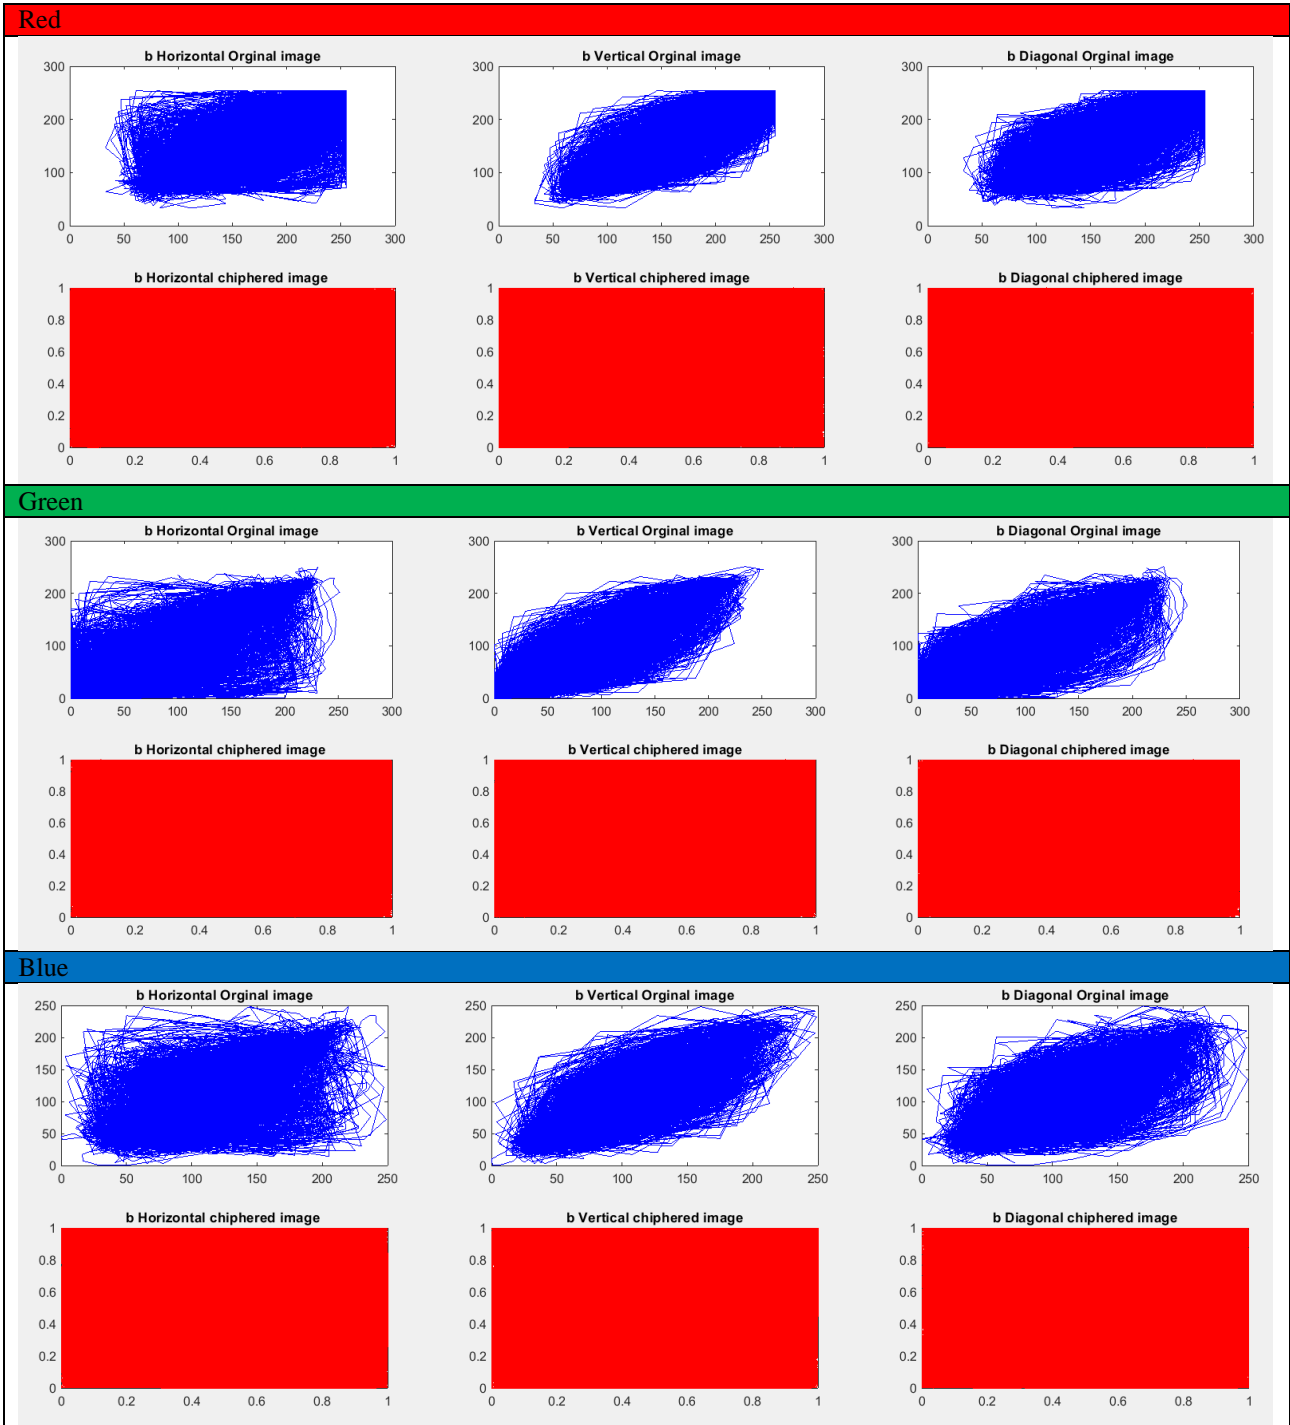 Red
b Horizontal Orginal image
b Vertical Orginal image
b Diagonal Orginal image
300
200
100
0
0 50 100 150 200 250 300
300
200
100
0
0 50 100 150 200 250 300
300
200
100
0
0 50 100 150 200 250 300
b Horizontal chiphered image
b Vertical chiphered image
b Diagonal chiphered image
1
0.8
0.6
0.4
0.2
0
0 0.2 0.4 0.6 0.8 1
1
0.8
0.6
0.4
0.2
0
0 0.2 0.4 0.6 0.8 1
1
0.8
0.6
0.4
0.2
0
0 0.2 0.4 0.6 0.8 1
Green
b Horizontal Orginal image
b Vertical Orginal image
b Diagonal Orginal image
300
200
100
0
0 50 100 150 200 250 300
300
200
100
0
0 50 100 150 200 250 300
300
200
100
0
0 50 100 150 200 250 300
b Horizontal chiphered image
b Vertical chiphered image
b Diagonal chiphered image
1
0.8
0.6
0.4
0.2
0
0 0.2 0.4 0.6 0.8 1
1
0.8
0.6
0.4
0.2
0
0 0.2 0.4 0.6 0.8 1
1
0.8
0.6
0.4
0.2
0
0 0.2 0.4 0.6 0.8 1
Blue
b Horizontal Orginal image
b Vertical Orginal image
b Diagonal Orginal image
250
200
150
100
50
0
0 50 100 150 200 250
250
200
150
100
50
0
0 50 100 150 200 250
250
200
150
100
50
0
0 50 100 150 200 250
b Horizontal chiphered image
b Vertical chiphered image
b Diagonal chiphered image
1
0.8
0.6
0.4
0.2
0
0 0.2 0.4 0.6 0.8 1
1
0.8
0.6
0.4
0.2
0
0 0.2 0.4 0.6 0.8 1
1
0.8
0.6
0.4
0.2
0
0 0.2 0.4 0.6 0.8 1